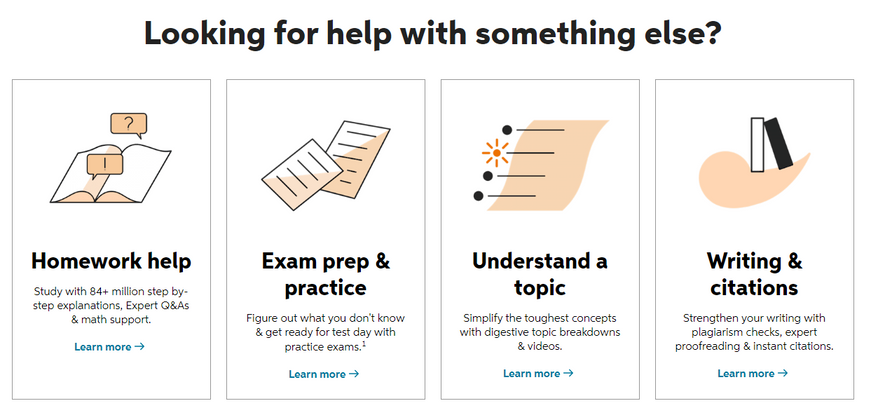 Looking for help with something else?
?
!
Homework help
Study with 84+ million step by-
step explanations, Expert Q&As
& math support.
Learn more →
Exam prep &
practice
Figure out what you don't know
& get ready for test day with
practice exams.¹
Learn more →
Understand a
topic
Simplify the toughest concepts
with digestive topic breakdowns
& videos.
Learn more →
Writing &
citations
Strengthen your writing with
plagiarism checks, expert
proofreading & instant citations.
Learn more →